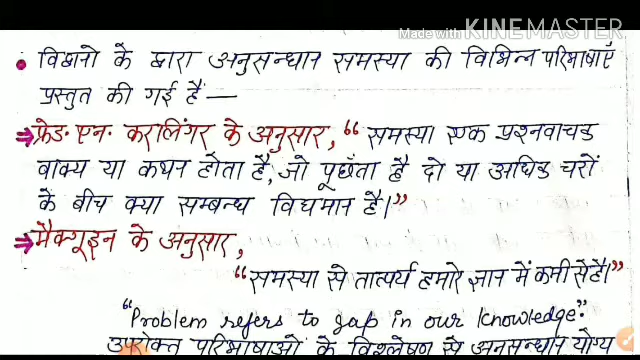 Made with KINEMASTER
विद्वानो के द्वारा अनुसन्धान समस्या की विभिन्न परिभाषाएँ
प्रस्तुत की गई हैं —
⇒ फ्रेड· एन· करलिंगर के अनुसार, “ समस्या एक प्रश्नवाचक
वाक्य या कथन होता है, जो पूछता है दो या अधिक चरों
के बीच क्या सम्बन्ध विद्यमान है।”
⇒ मैक्गुइन के अनुसार,
“समस्या से तात्पर्य हमारे ज्ञान में कमी से है।”
“Problem refers to gap in our knowledge”.
उपरोक्त परिभाषाओं के विश्लेषण से अनुसन्धान योग्य